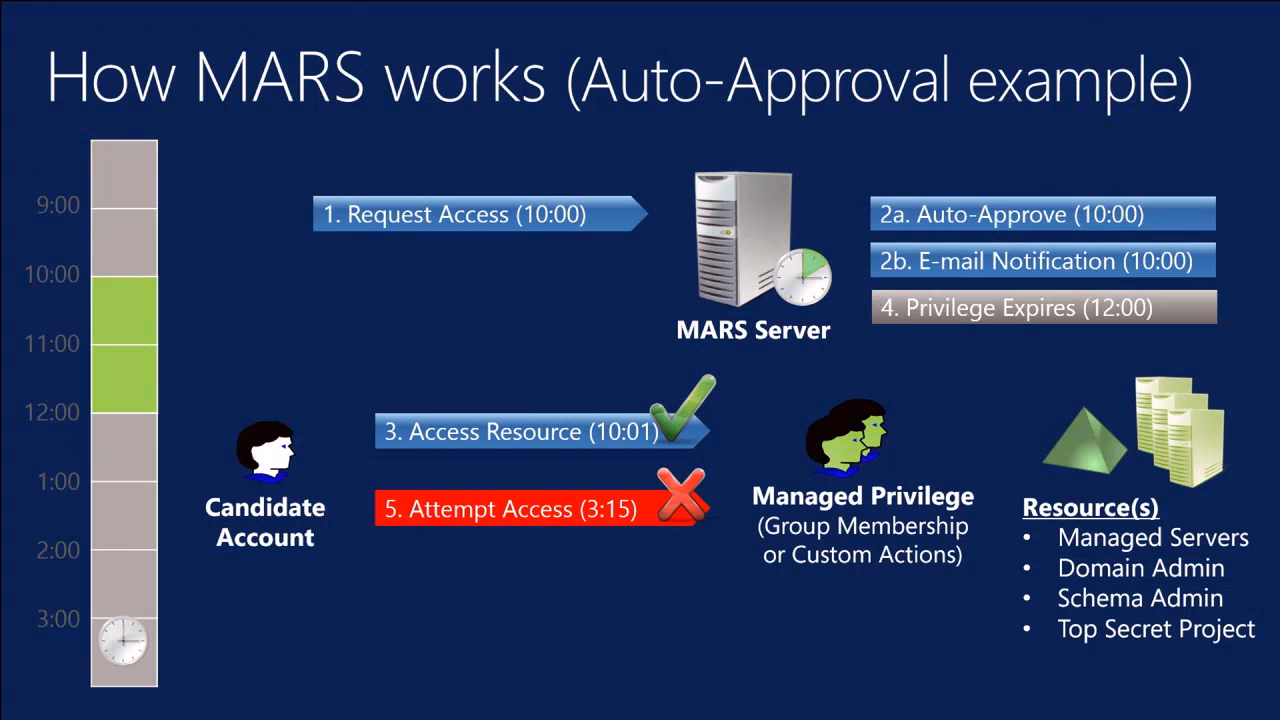 How MARS works (Auto-Approval example)
9:00
10:00
11:00
12:00
1:00
2:00
3:00
1. Request Access (10:00)
MARS Server
2a. Auto-Approve (10:00)
2b. E-mail Notification (10:00)
4. Privilege Expires (12:00)
Candidate
Account
3. Access Resource (10:01)
5. Attempt Access (3:15)
Managed Privilege
(Group Membership
or Custom Actions)
Resource(s)
• Managed Servers
• Domain Admin
• Schema Admin
• Top Secret Project